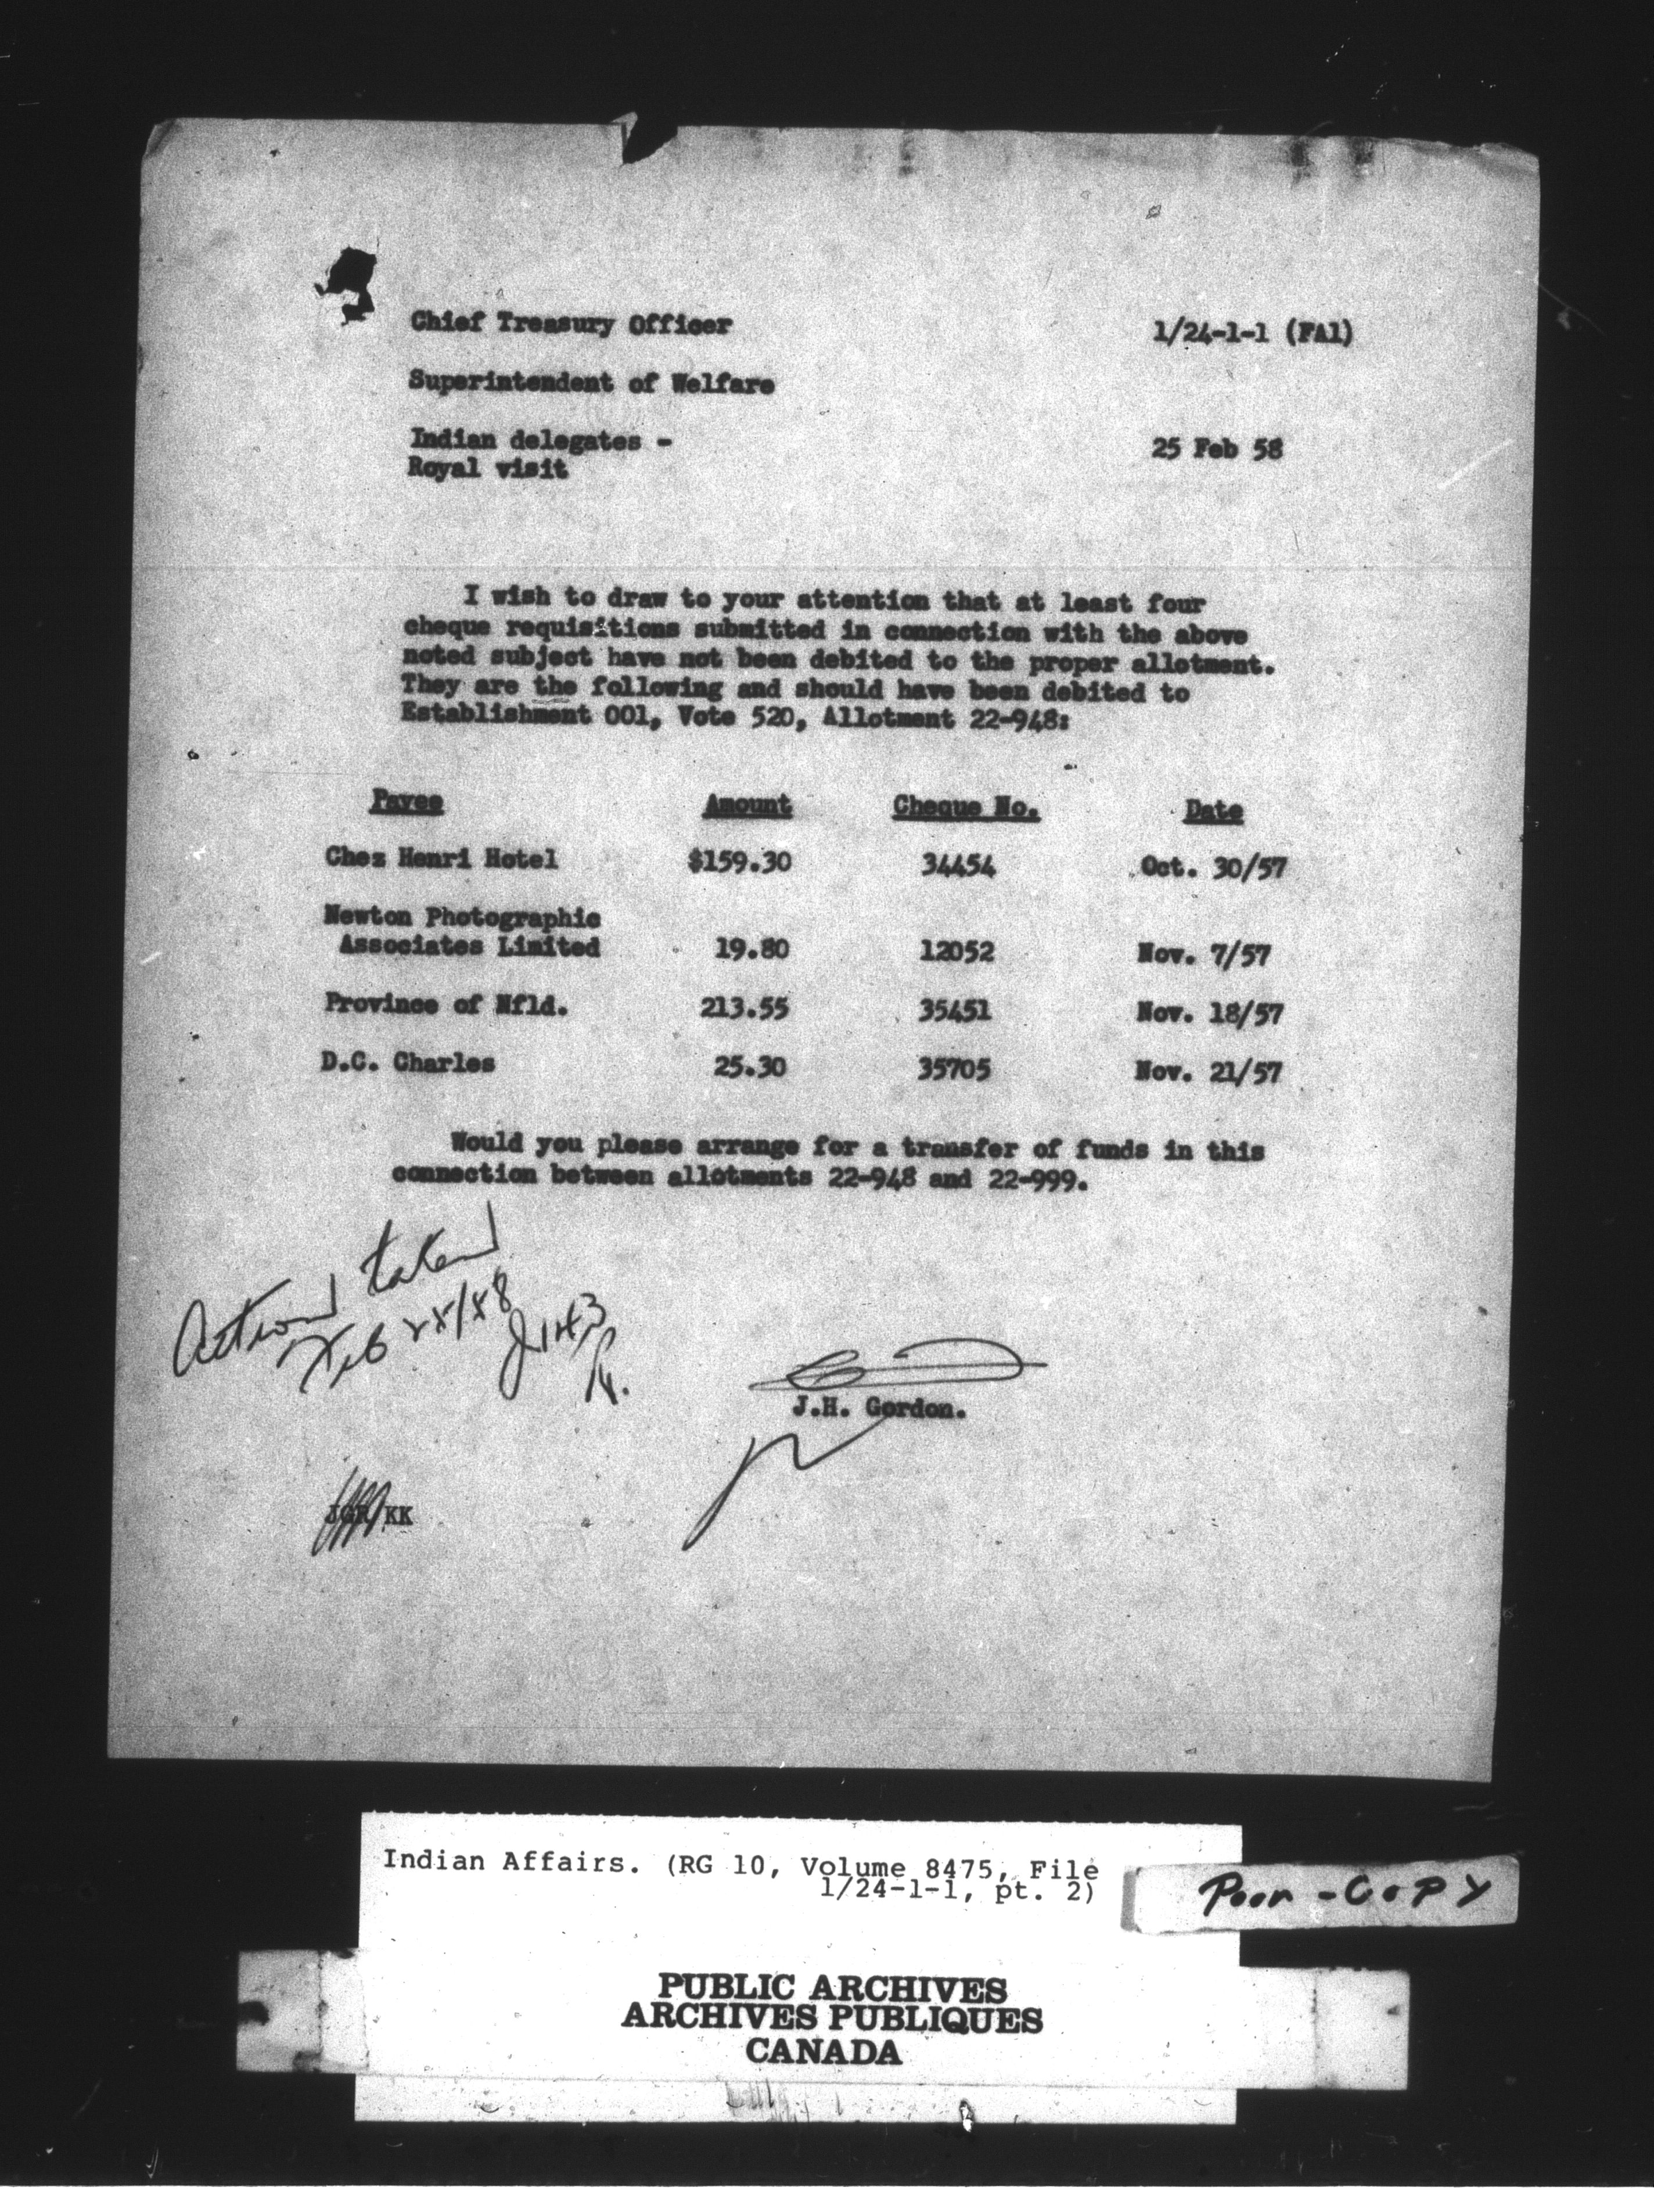 Chief Treasury Officer 1/24-1-1 (FA1)
Superintendent of Welfare
Indian delegates - 25 Feb 58
Royal visit
I wish to draw to your attention that at least four
cheque requisitions submitted in connection with the above
noted subject have not been debited to the proper allotment.
They are the following and should have been debited to
Establishment 001, Vote 520, Allotment 22-948:
Payee Amount Cheque No. Date
Chez Henri Hotel $159.30 34454 Oct. 30/57
Newton Photographic
Associates Limited 19.80 12052 Nov. 7/57
Province of Nfld. 213.55 35451 Nov. 18/57
D.C. Charles 25.30 35705 Nov. 21/57
Would you please arrange for a transfer of funds in this
connection between allotments 22-948 and 22-999.
Action taken
Feb
J.H. Gordon.
JGR/KK
Indian Affairs. (RG 10, Volume 8475, File
1/24-1-1, pt. 2)
Poor-COPY
PUBLIC ARCHIVES
ARCHIVES PUBLIQUES
CANADA